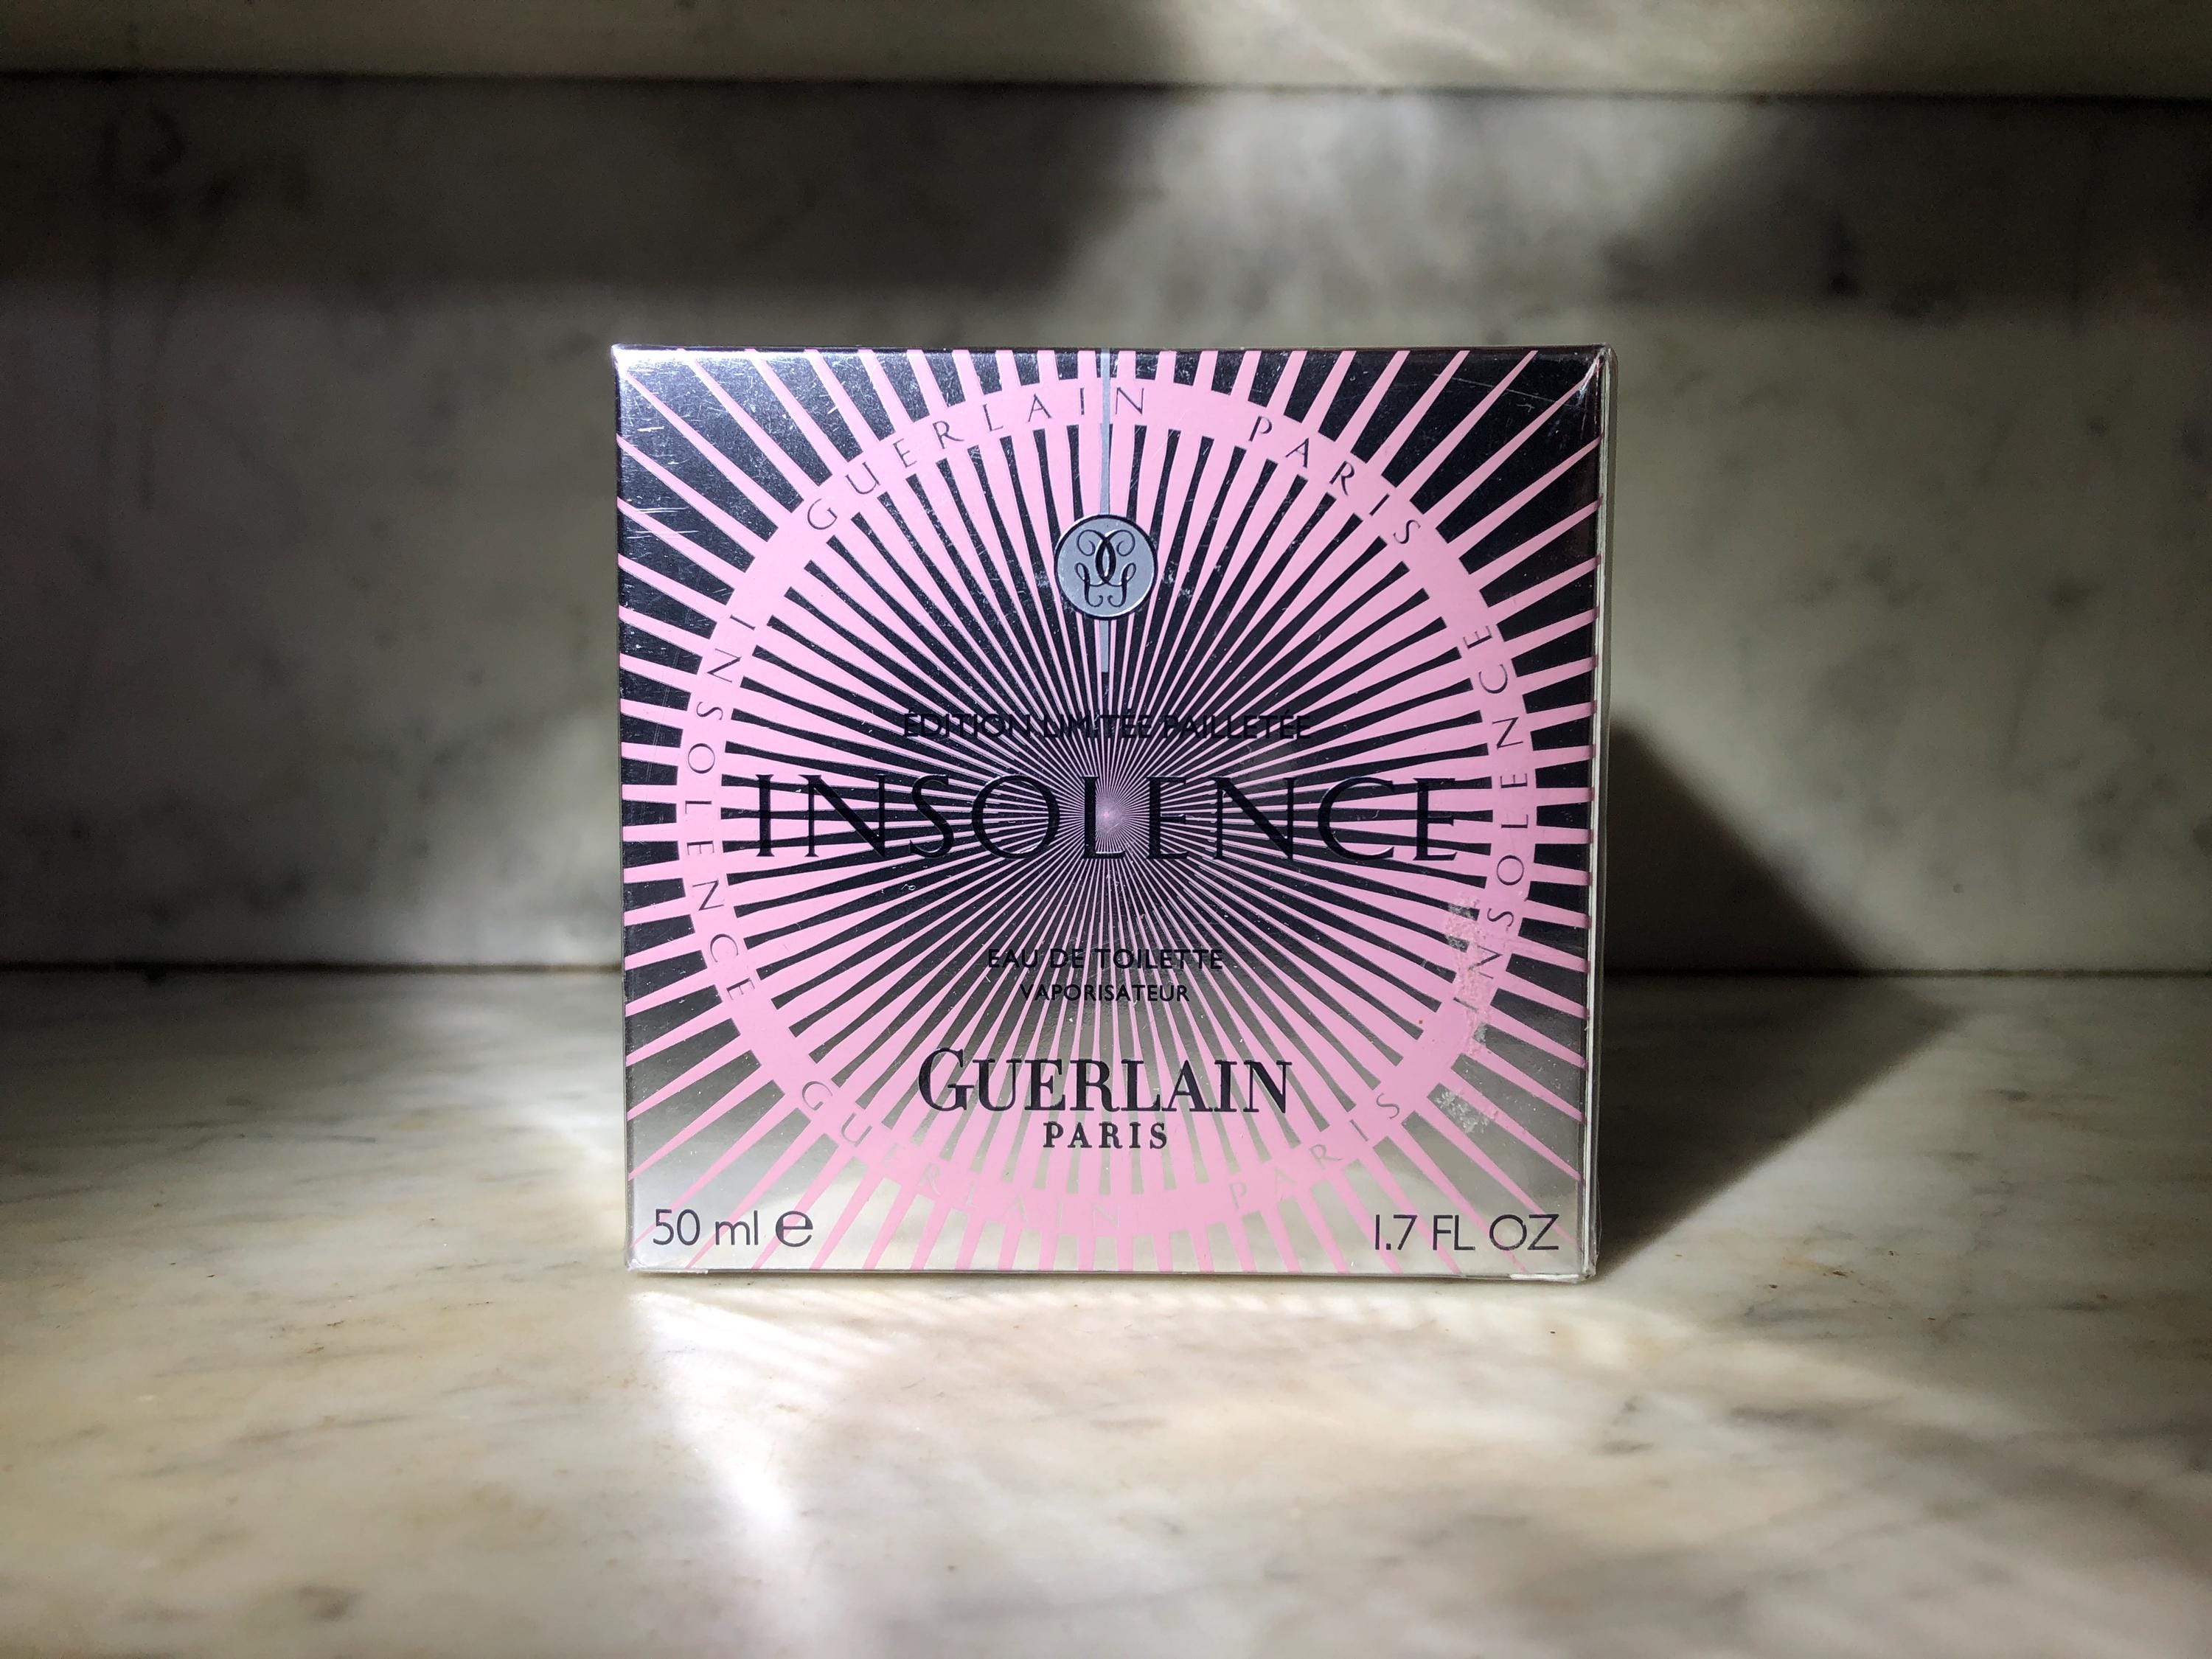 GUERLAIN PARIS
INSOLENCE
INSOLENCE
ÉDITION LIMITÉE PAILLETÉE
INSOLENCE
EAU DE TOILETTE
VAPORISATEUR
GUERLAIN
PARIS
GUERLAIN PARIS
50 ml e
1.7 FL OZ